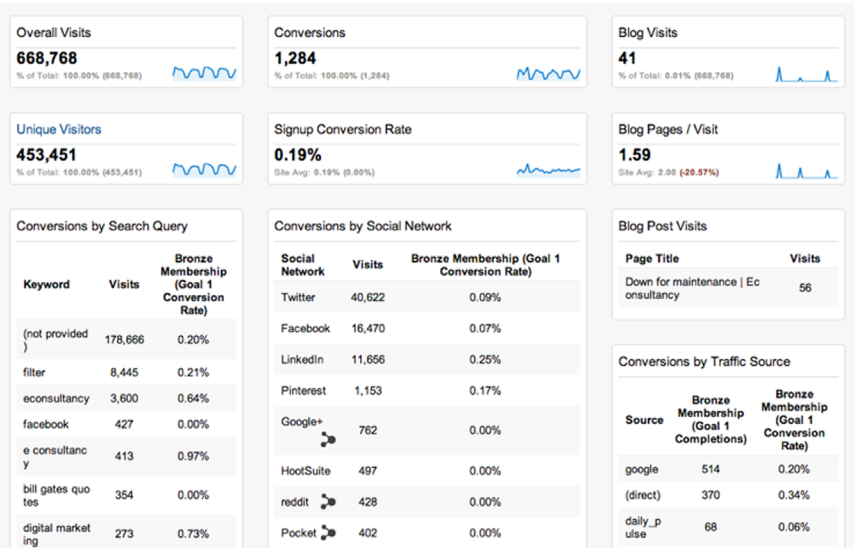 Overall Visits
668,768
% of Total: 100.00% (668,768)
Conversions
1,284
% of Total: 100.00% (1,284)
Blog Visits
41
% of Total: 0.01% (668,768)
Unique Visitors
453,451
% of Total: 100.00% (453,451)
Signup Conversion Rate
0.19%
Site Avg: 0.19% (0.00%)
Blog Pages / Visit
1.59
Site Avg: 2.00 (-20.57%)
Conversions by Search Query
Keyword Visits Bronze
Membership
(Goal 1
Conversion
Rate)
(not provided
) 178,666 0.20%
filter 8,445 0.21%
econsultancy 3,600 0.64%
facebook 427 0.00%
e consultanc
y 413 0.97%
bill gates quo
tes 354 0.00%
digital market
ing 273 0.73%
Conversions by Social Network
Social
Network Visits Bronze Membership (Goal 1
Conversion Rate)
Twitter 40,622 0.09%
Facebook 16,470 0.07%
LinkedIn 11,656 0.25%
Pinterest 1,153 0.17%
Google+ 762 0.00%
HootSuite 497 0.00%
reddit 428 0.00%
Pocket 402 0.00%
Blog Post Visits
Page Title Visits
Down for maintenance | Ec
onsultancy 56
Conversions by Traffic Source
Source Bronze
Membership
(Goal 1
Completions) Bronze
Membership
(Goal 1
Conversion
Rate)
google 514 0.20%
(direct) 370 0.34%
daily_p
ulse 68 0.06%